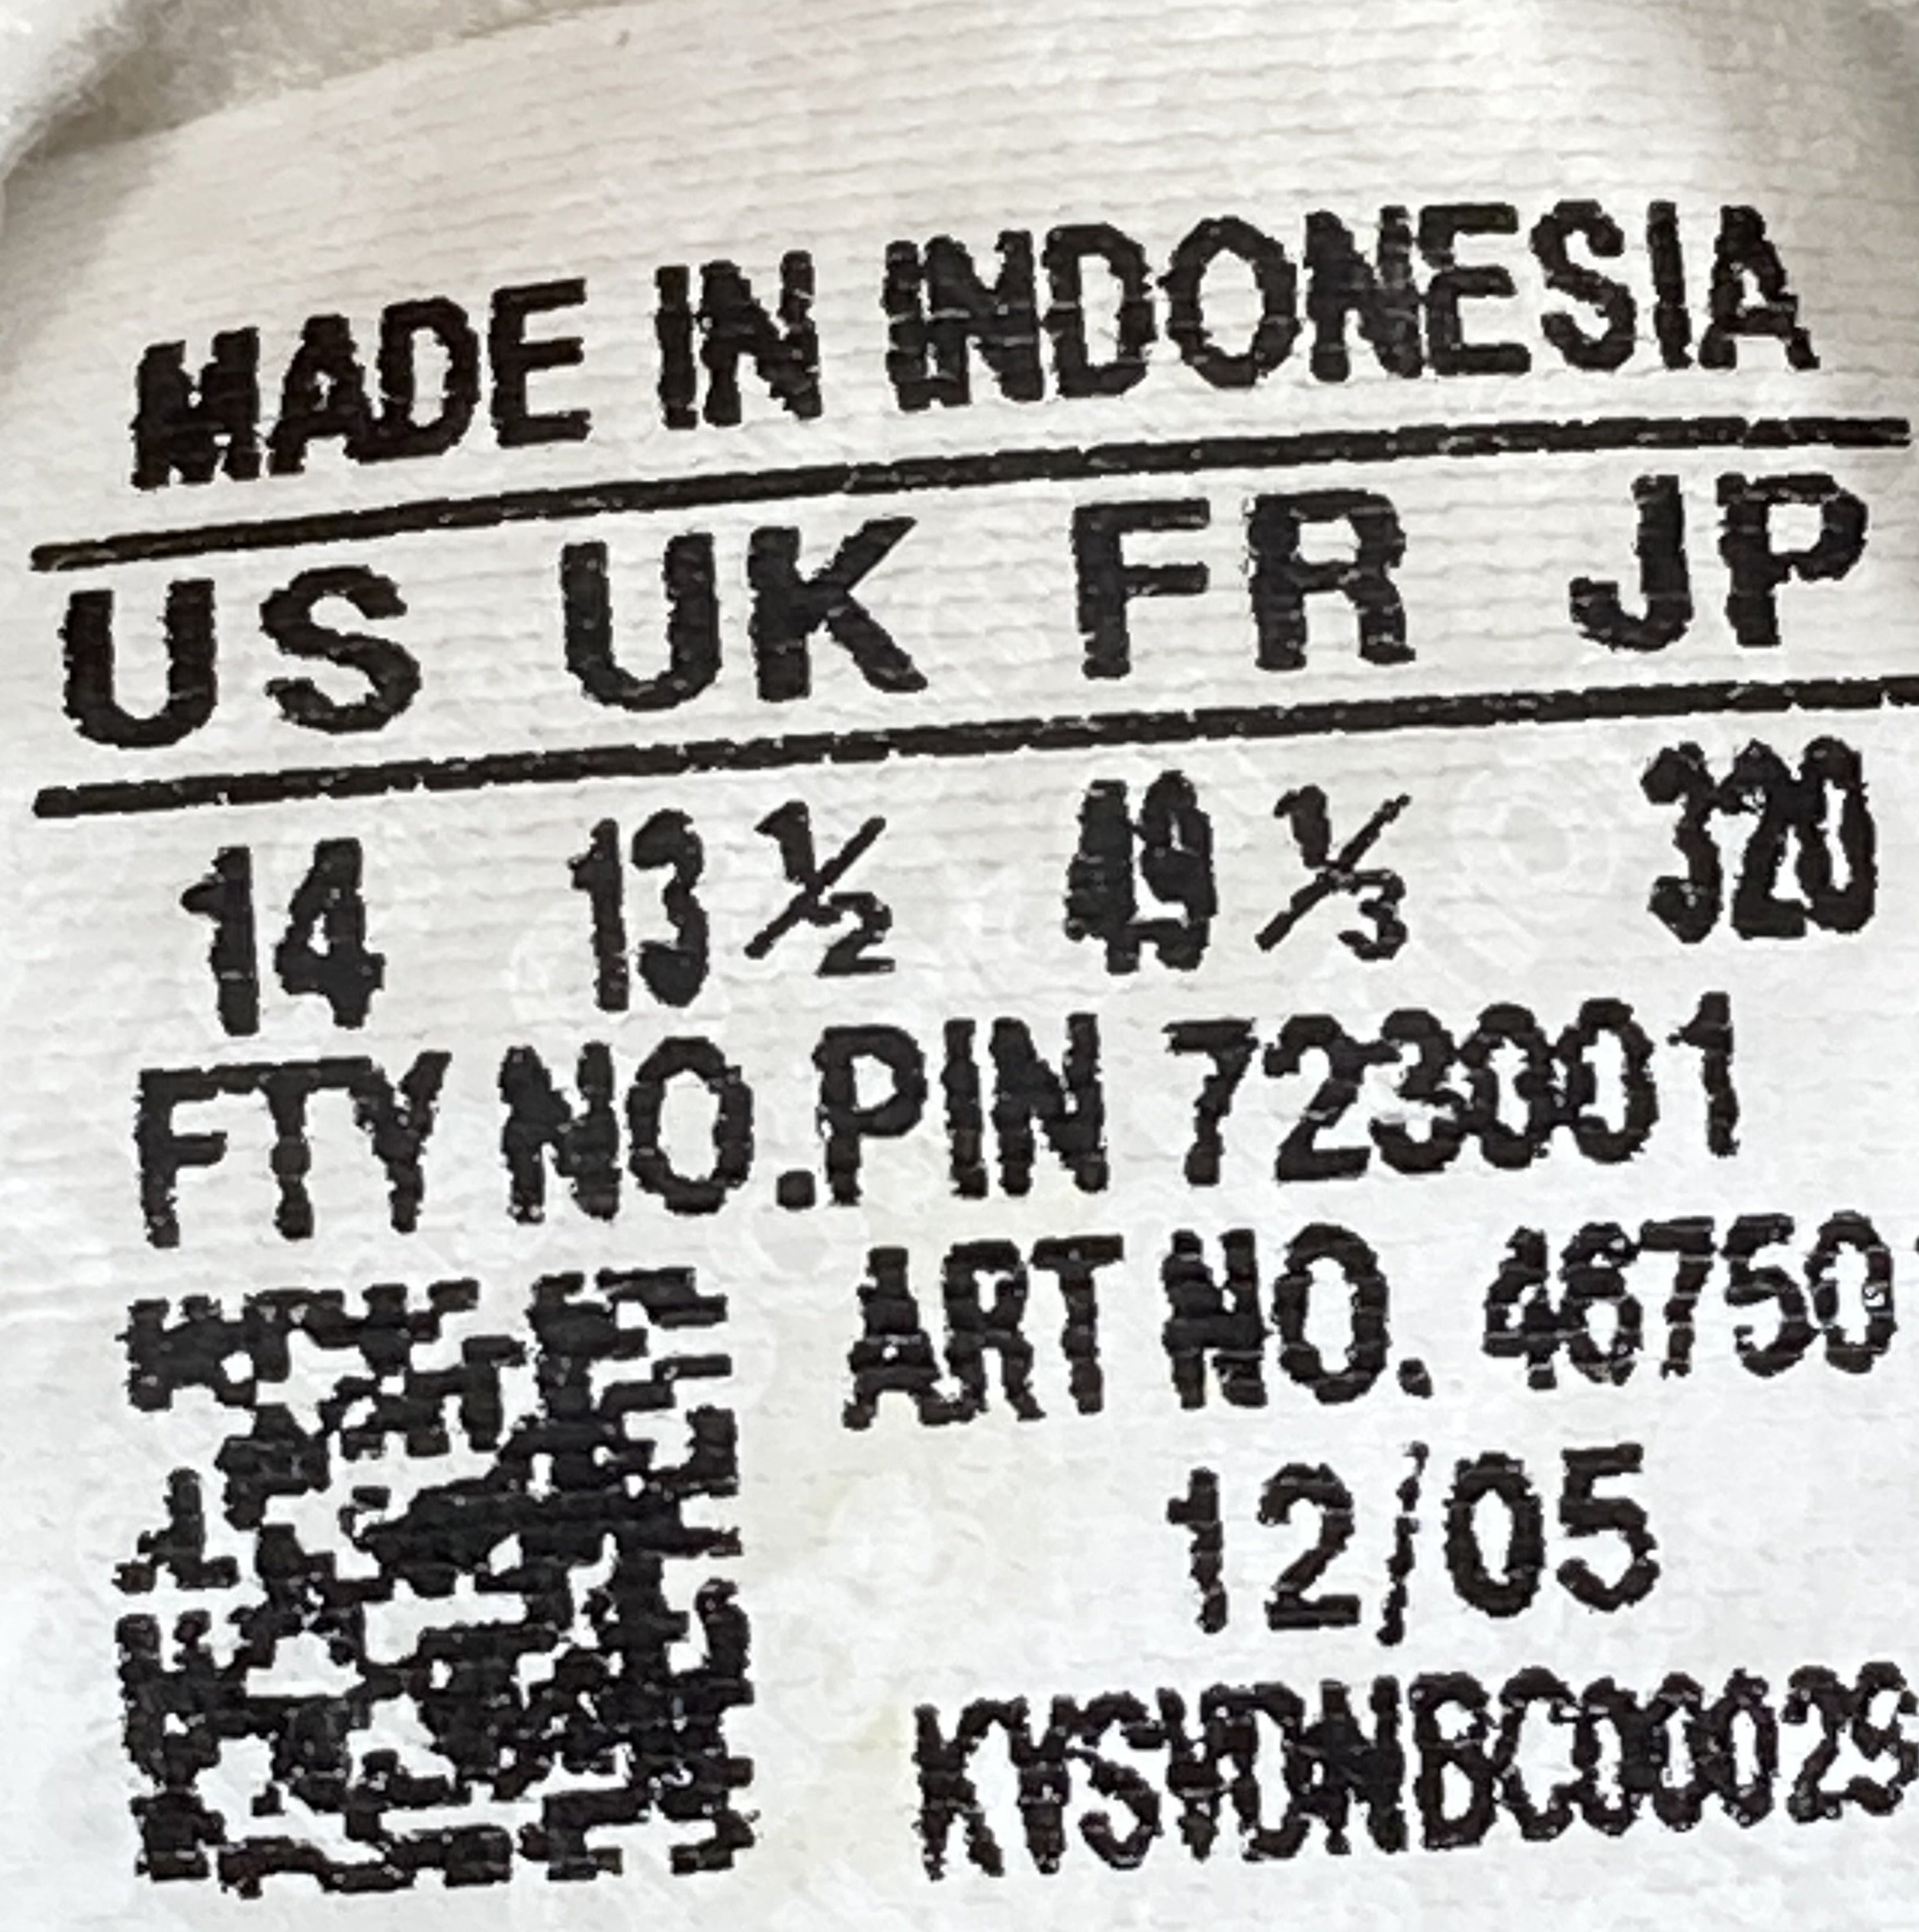 MADE IN INDONESIA
US UK FR JP
14 13 ½ 49 ⅓ 320
FTY NO.PIN 723001
ART NO. 46750
12/05